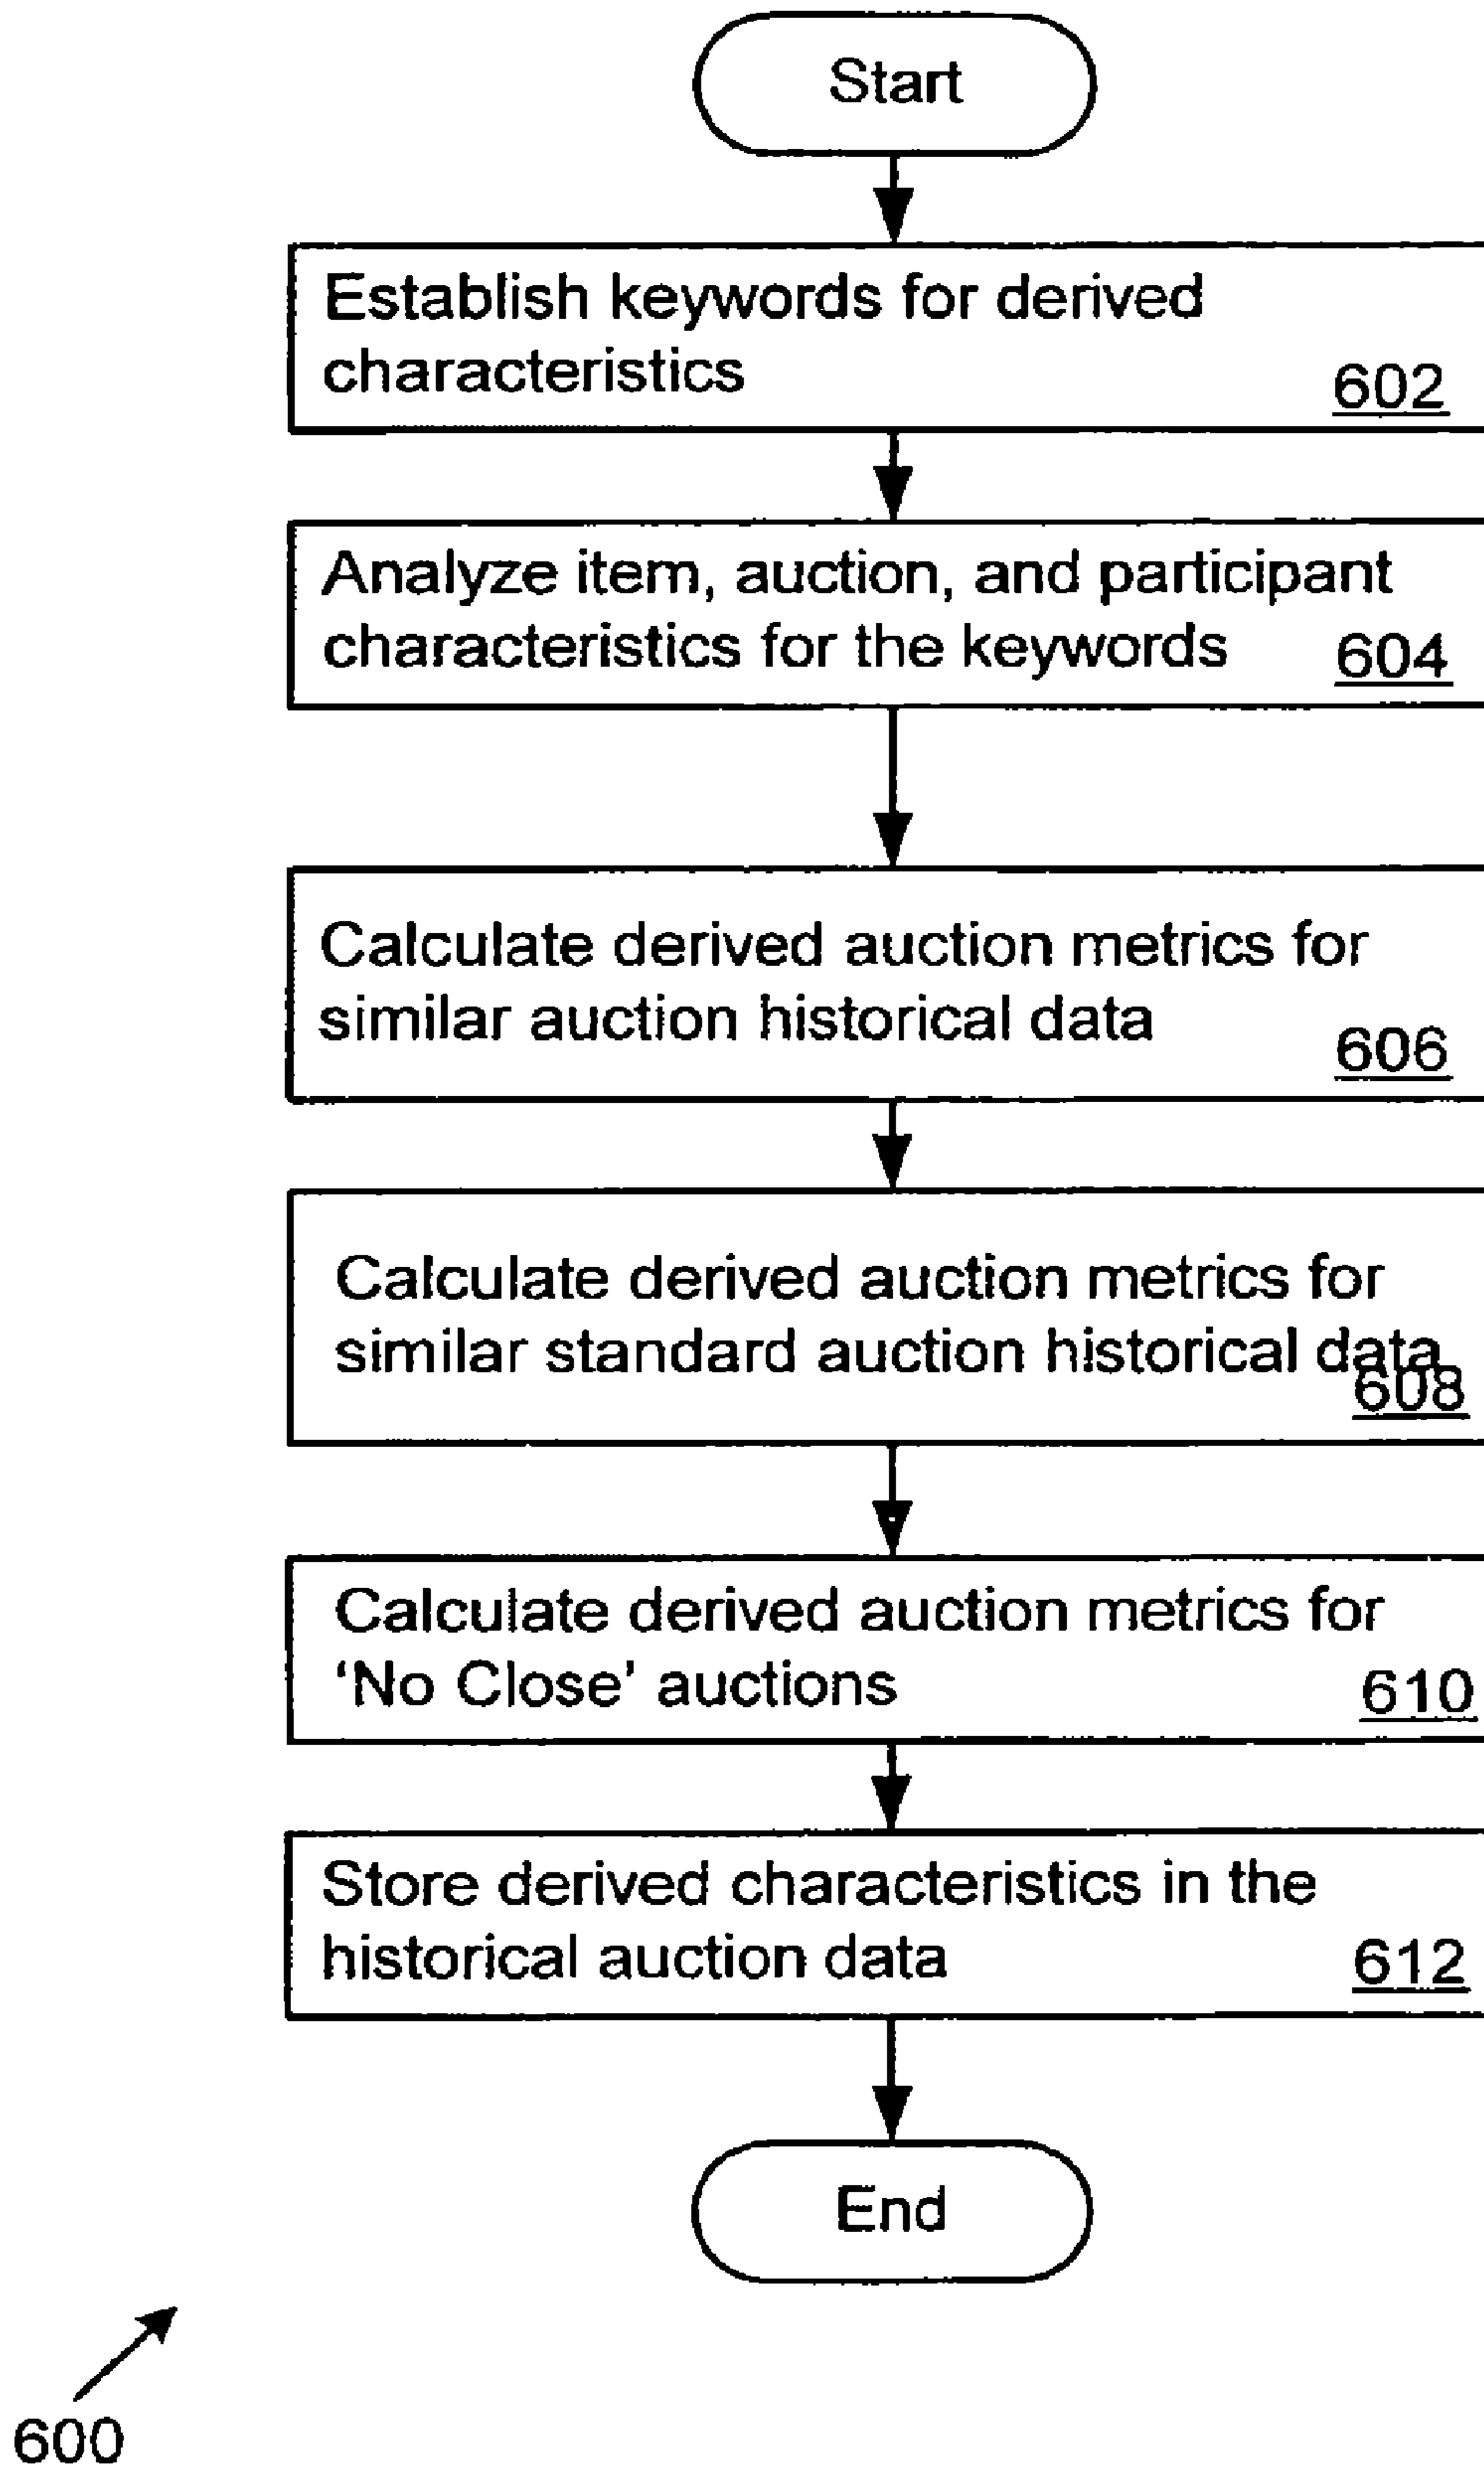 Start
Establish keywords for derived
characteristics
602
Analyze item, auction, and participant
characteristics for the keywords
604
Calculate derived auction metrics for
similar auction historical data
606
Calculate derived auction metrics for
similar standard auction historical data
608
Calculate derived auction metrics for
‘No Close’ auctions
610
Store derived characteristics in the
historical auction data
612
End
600